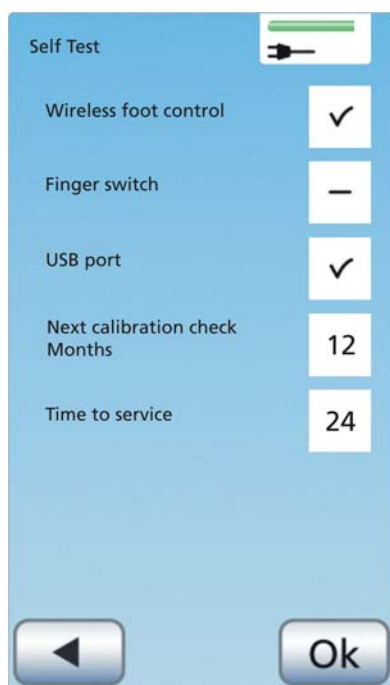 Self Test
Wireless foot control
Finger switch
–
USB port
Next calibration check
Months
12
Time to service
24
Ok